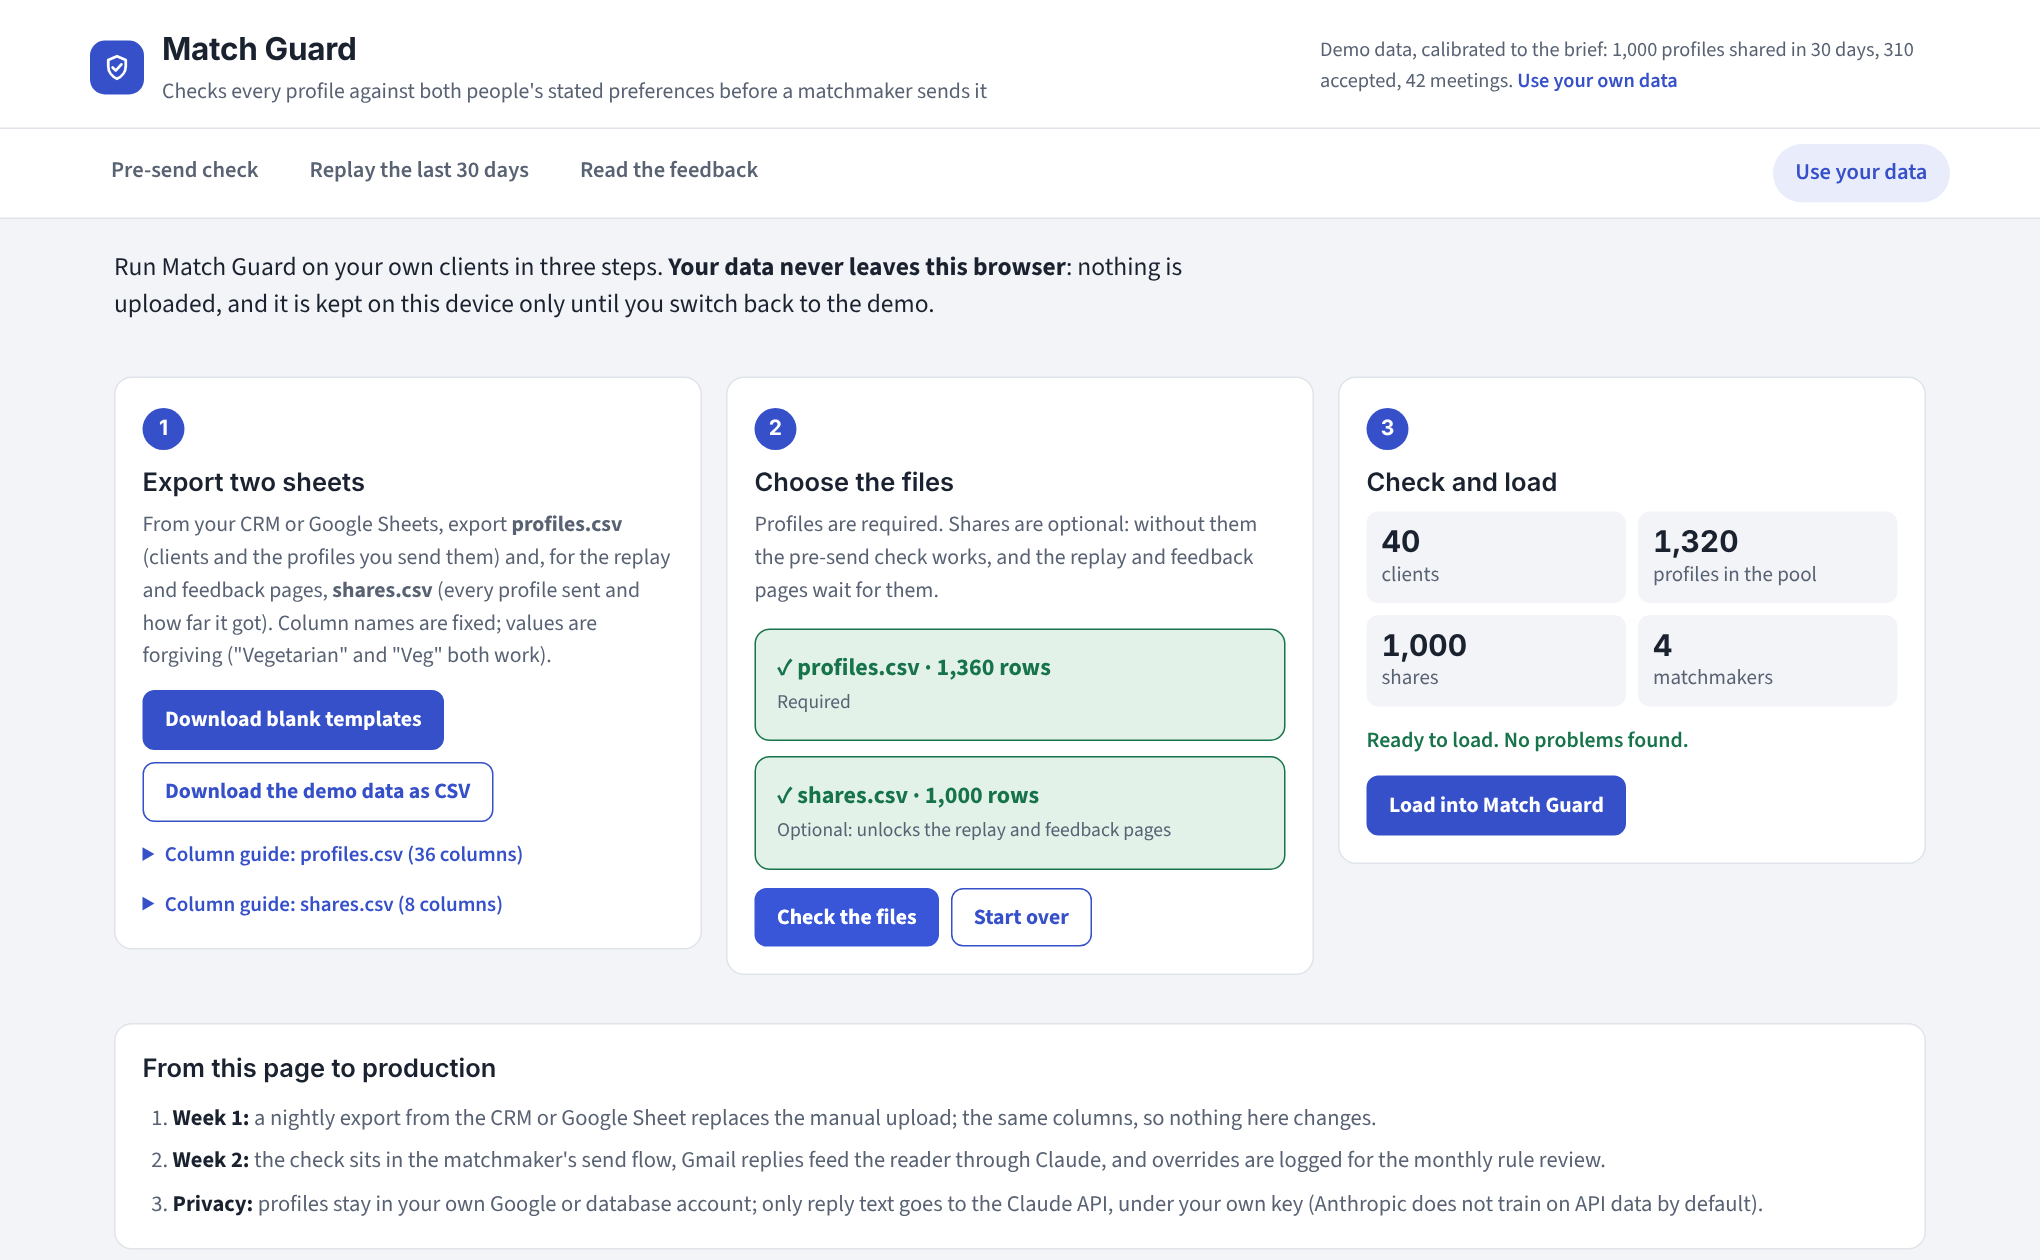 Match Guard
Checks every profile against both people's stated preferences before a matchmaker sends it
Demo data, calibrated to the brief: 1,000 profiles shared in 30 days, 310
accepted, 42 meetings. Use your own data
Pre-send check
Replay the last 30 days
Read the feedback
Use your data
Run Match Guard on your own clients in three steps. Your data never leaves this browser: nothing is
uploaded, and it is kept on this device only until you switch back to the demo.
1
Export two sheets
From your CRM or Google Sheets, export profiles.csv
(clients and the profiles you send them) and, for the replay
and feedback pages, shares.csv (every profile sent and
how far it got). Column names are fixed; values are
forgiving ("Vegetarian" and "Veg" both work).
Download blank templates
Download the demo data as CSV
▶ Column guide: profiles.csv (36 columns)
▶ Column guide: shares.csv (8 columns)
2
Choose the files
Profiles are required. Shares are optional: without them
the pre-send check works, and the replay and feedback
pages wait for them.
✓ profiles.csv · 1,360 rows
Required
✓ shares.csv · 1,000 rows
Optional: unlocks the replay and feedback pages
Check the files
Start over
3
Check and load
40
clients
1,320
profiles in the pool
1,000
shares
4
matchmakers
Ready to load. No problems found.
Load into Match Guard
From this page to production
1. Week 1: a nightly export from the CRM or Google Sheet replaces the manual upload; the same columns, so nothing here changes.
2. Week 2: the check sits in the matchmaker's send flow, Gmail replies feed the reader through Claude, and overrides are logged for the monthly rule review.
3. Privacy: profiles stay in your own Google or database account; only reply text goes to the Claude API, under your own key (Anthropic does not train on API data by default).